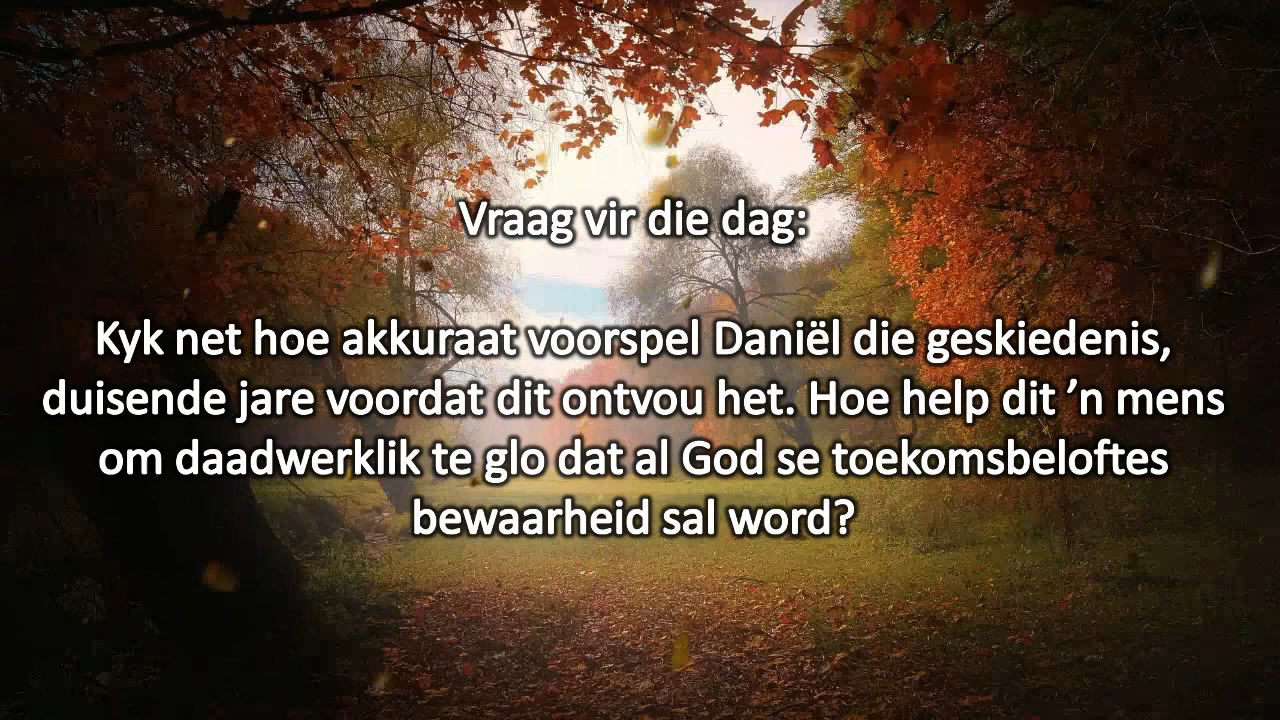 Vraag vir die dag:
Kyk net hoe akkuraat voorspel Daniël die geskiedenis,
duisende jare voordat dit ontvou het. Hoe help dit ’n mens
om daadwerklik te glo dat al God se toekomsbeloftes
bewaarheid sal word?